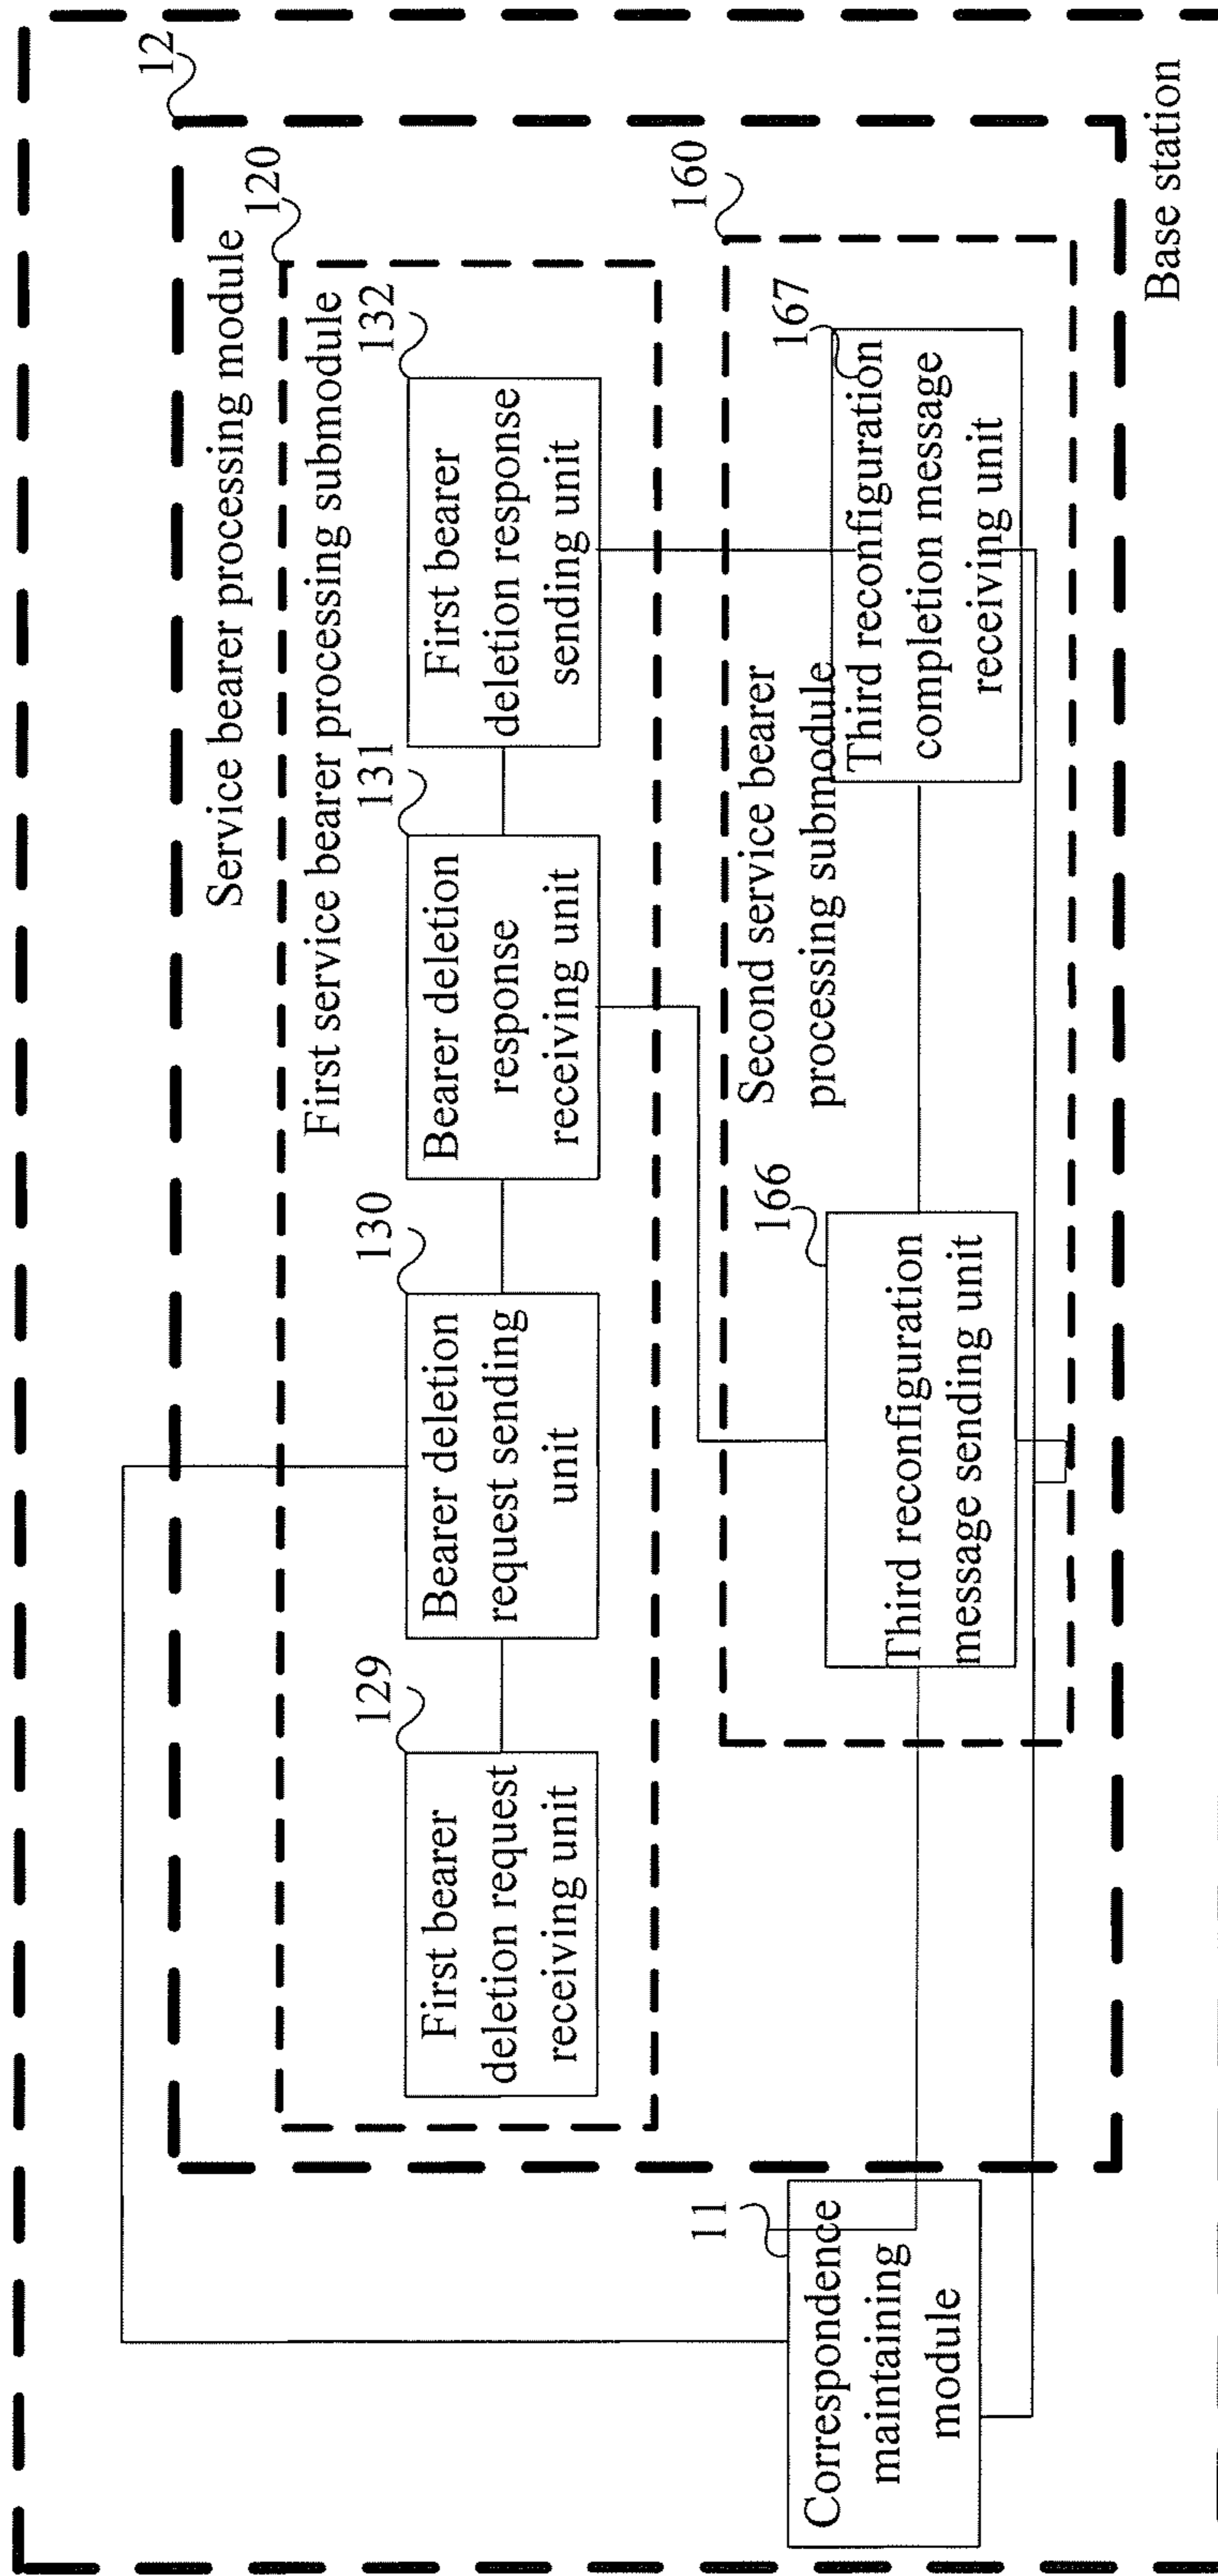 12
Service bearer processing module
120
First service bearer processing submodule
129
First bearer
deletion request
receiving unit
130
Bearer deletion
request sending
unit
131
Bearer deletion
response
receiving unit
132
First bearer
deletion response
sending unit
160
Second service bearer
processing submodule
11
Correspondence
maintaining
module
166
Third reconfiguration
message sending unit
167
Third reconfiguration
completion message
receiving unit
Base station